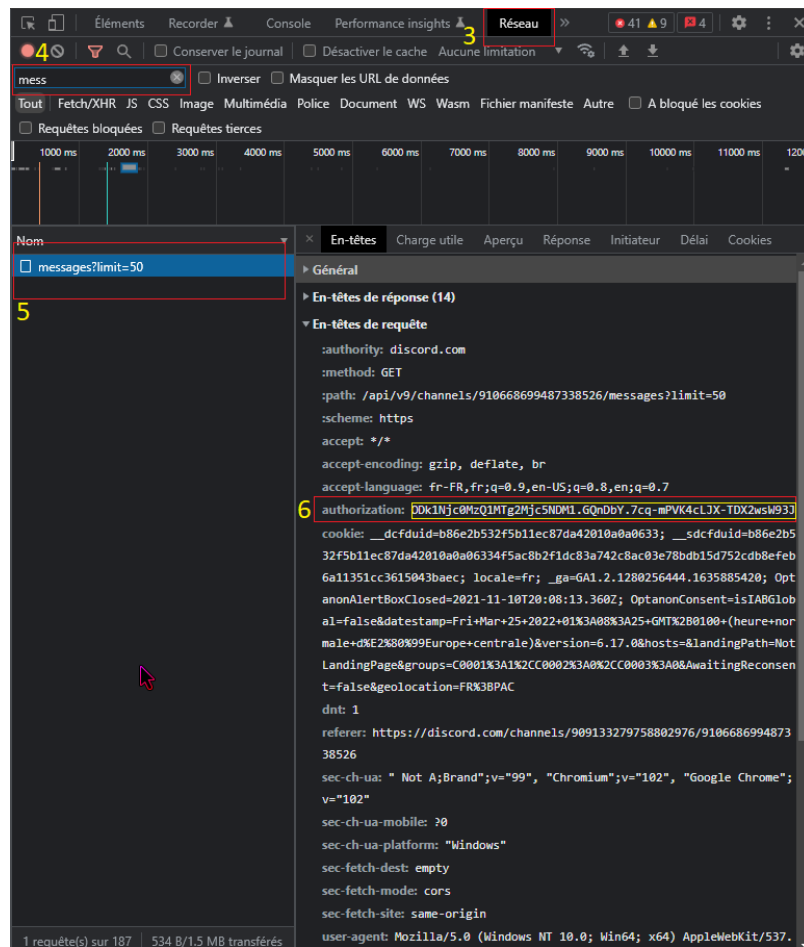 Éléments Recorder Console Performance insights Réseau » 41 9 4
3
4 Conserver le journal Désactiver le cache Aucune limitation
mess Inverser Masquer les URL de données
Tout Fetch/XHR JS CSS Image Multimédia Police Document WS Wasm Fichier manifeste Autre A bloqué les cookies
Requêtes bloquées Requêtes tierces
1000 ms 2000 ms 3000 ms 4000 ms 5000 ms 6000 ms 7000 ms 8000 ms 9000 ms 10000 ms 11000 ms 120
Nom
messages?limit=50
5
× En-têtes Charge utile Aperçu Réponse Initiateur Délai Cookies
Général
En-têtes de réponse (14)
En-têtes de requête
:authority: discord.com
:method: GET
:path: /api/v9/channels/910668699487338526/messages?limit=50
:scheme: https
accept: */*
accept-encoding: gzip, deflate, br
accept-language: fr-FR,fr;q=0.9,en-US;q=0.8,en;q=0.7
6 authorization: DDk1Njc0MzQ1MTg2Mjc5NDM1.GQnDbY.7cq-mPVK4cLJX-TDX2wsW93J
cookie: __dcfduid=b86e2b532f5b11ec87da42010a0a0633; __sdcfduid=b86e2b5
32f5b11ec87da42010a0a06334f5ac8b2f1dc83a742c8ac03e78bdb15d752cdb8efeb
6a11351cc3615043baec; locale=fr; _ga=GA1.2.1280256444.1635885420; Opt
anonAlertBoxClosed=2021-11-10T20:08:13.360Z; OptanonConsent=isIABGlob
al=false&datestamp=Fri+Mar+25+2022+01%3A08%3A25+GMT%2B0100+(heure+nor
male+d%E2%80%99Europe+centrale)&version=6.17.0&hosts=&landingPath=Not
LandingPage&groups=C0001%3A1%2CC0002%3A0%2CC0003%3A0&AwaitingReconsen
t=false&geolocation=FR%3BPAC
dnt: 1
referer: https://discord.com/channels/909133279758802976/9106686994873
38526
sec-ch-ua: " Not A;Brand";v="99", "Chromium";v="102", "Google Chrome";
v="102"
sec-ch-ua-mobile: ?0
sec-ch-ua-platform: "Windows"
sec-fetch-dest: empty
sec-fetch-mode: cors
sec-fetch-site: same-origin
user-agent: Mozilla/5.0 (Windows NT 10.0; Win64; x64) AppleWebKit/537.
1 requête(s) sur 187 534 B/1.5 MB transférés